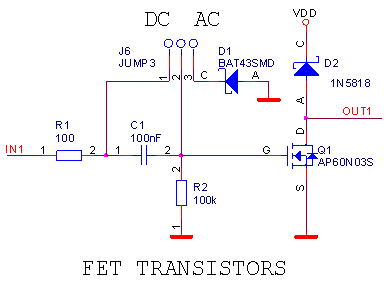 DC AC
VDD
J6
JUMP3
D1
BAT43SMD
C
1
2
3
C
A
D2
1N5818
A
OUT1
R1
C1
100
100nF
D
IN1
1
2
1
2
G
Q1
AP60N03S
2
R2
100k
S
1
FET TRANSISTORS